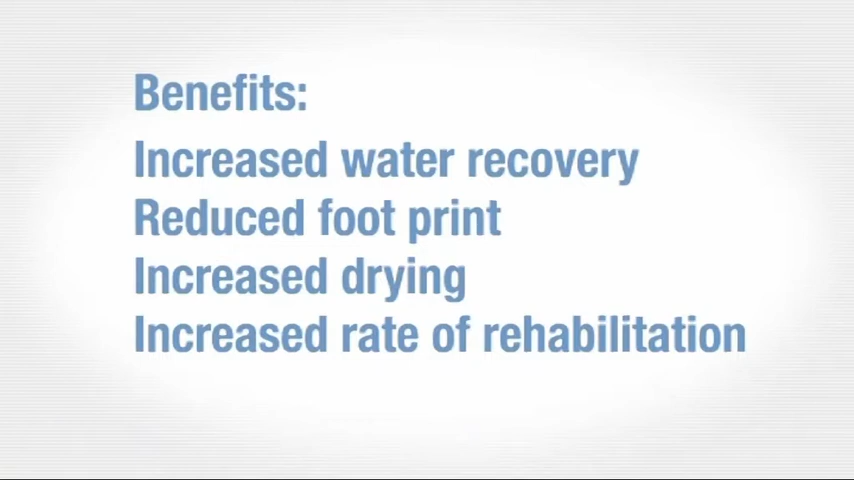 Benefits:
Increased water recovery
Reduced foot print
Increased drying
Increased rate of rehabilitation